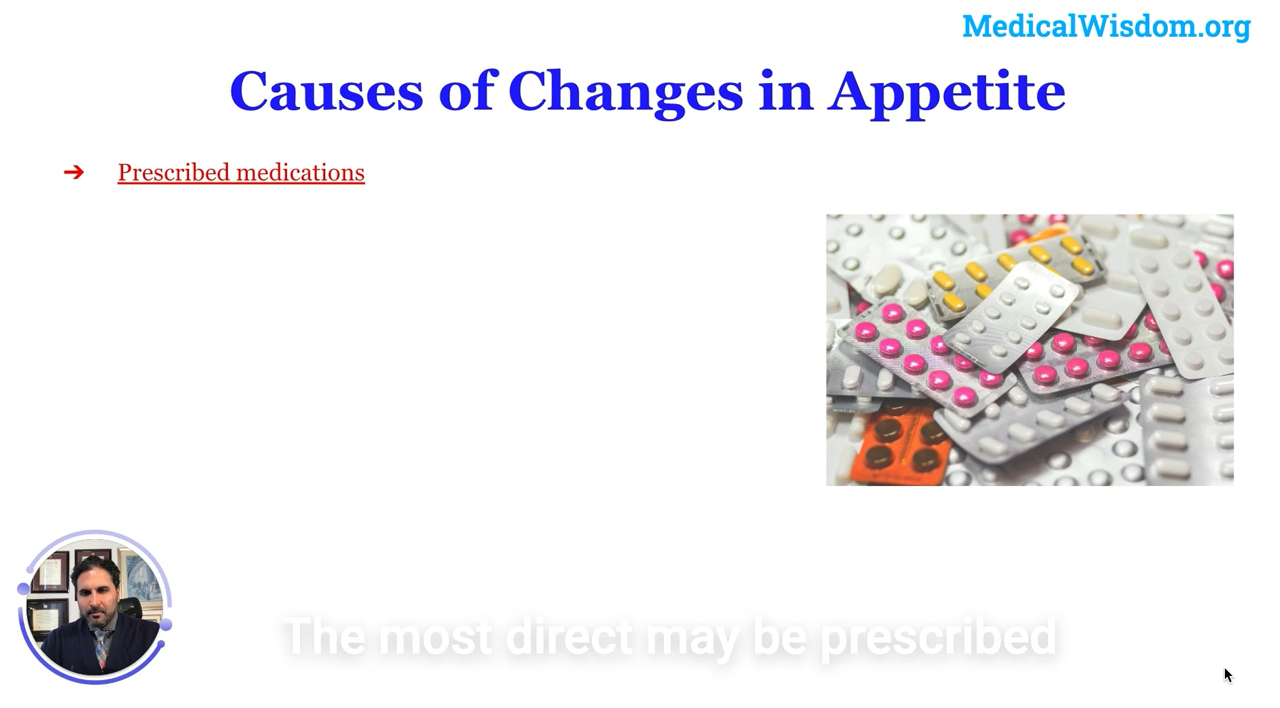 MedicalWisdom.org
Causes of Changes in Appetite
➔ Prescribed medications
The most direct may be prescribed